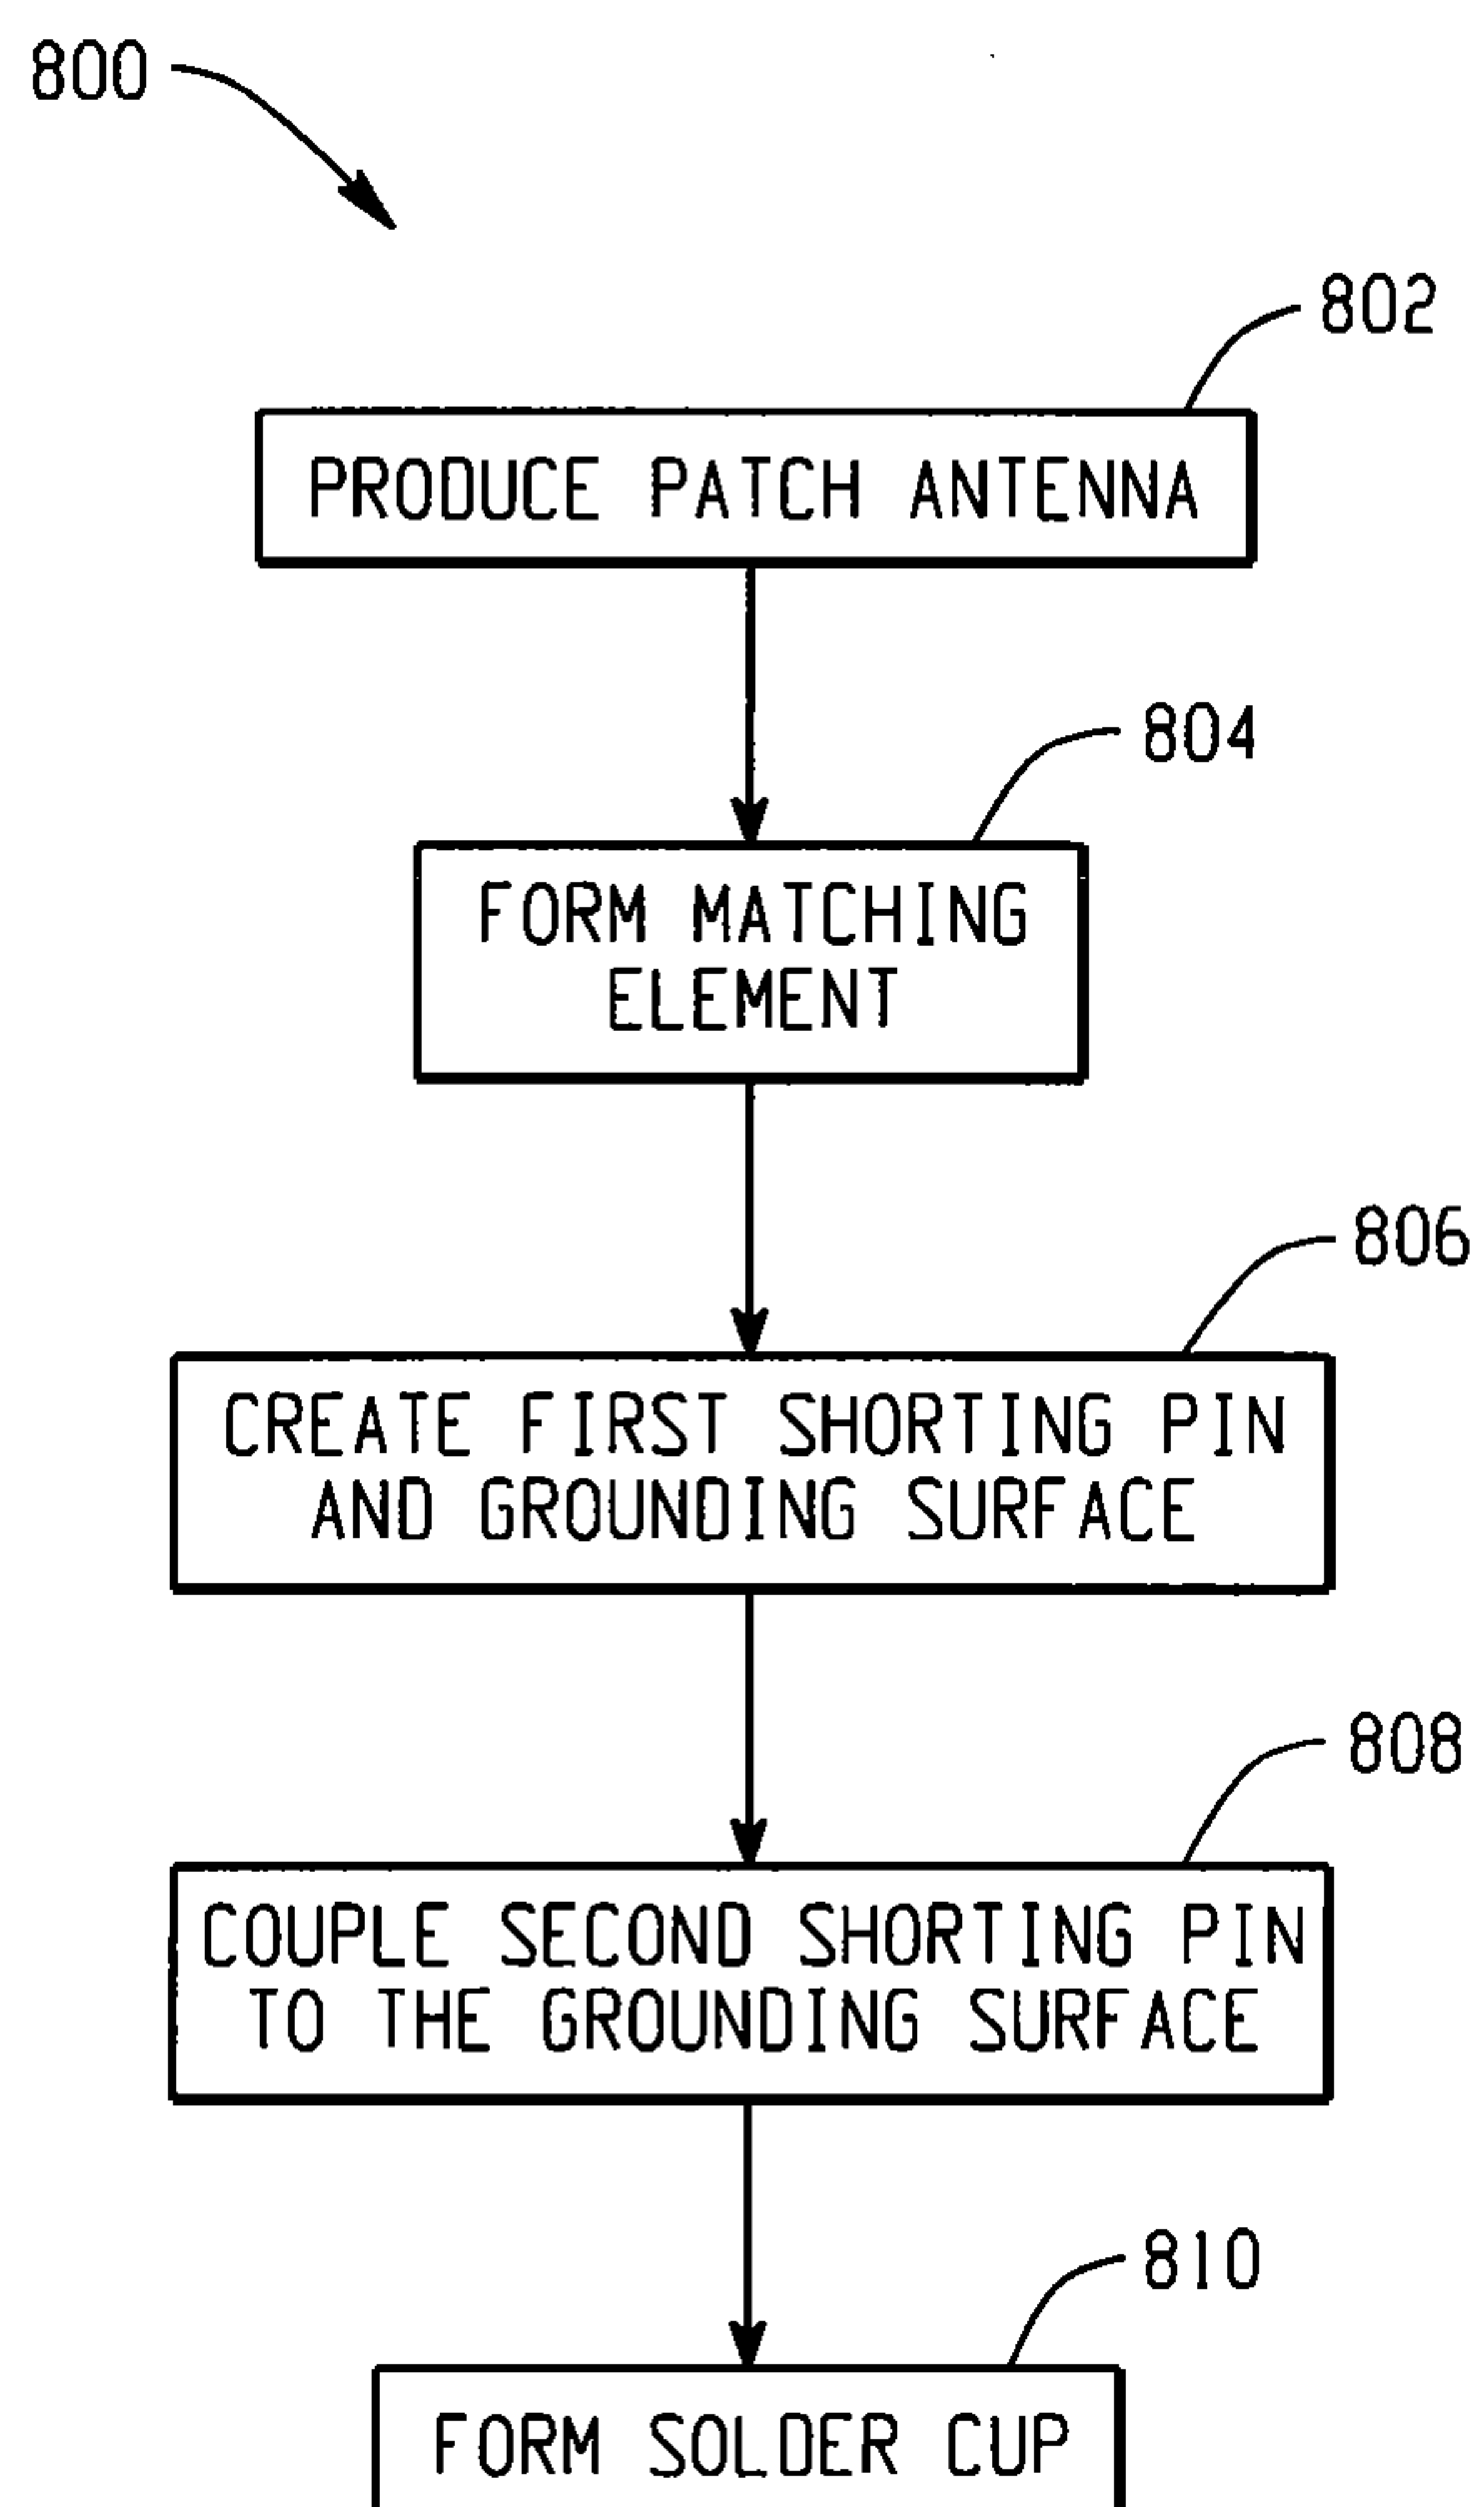 800
802
PRODUCE PATCH ANTENNA
804
FORM MATCHING
ELEMENT
806
CREATE FIRST SHORTING PIN
AND GROUNDING SURFACE
808
COUPLE SECOND SHORTING PIN
TO THE GROUNDING SURFACE
810
FORM SOLDER CUP